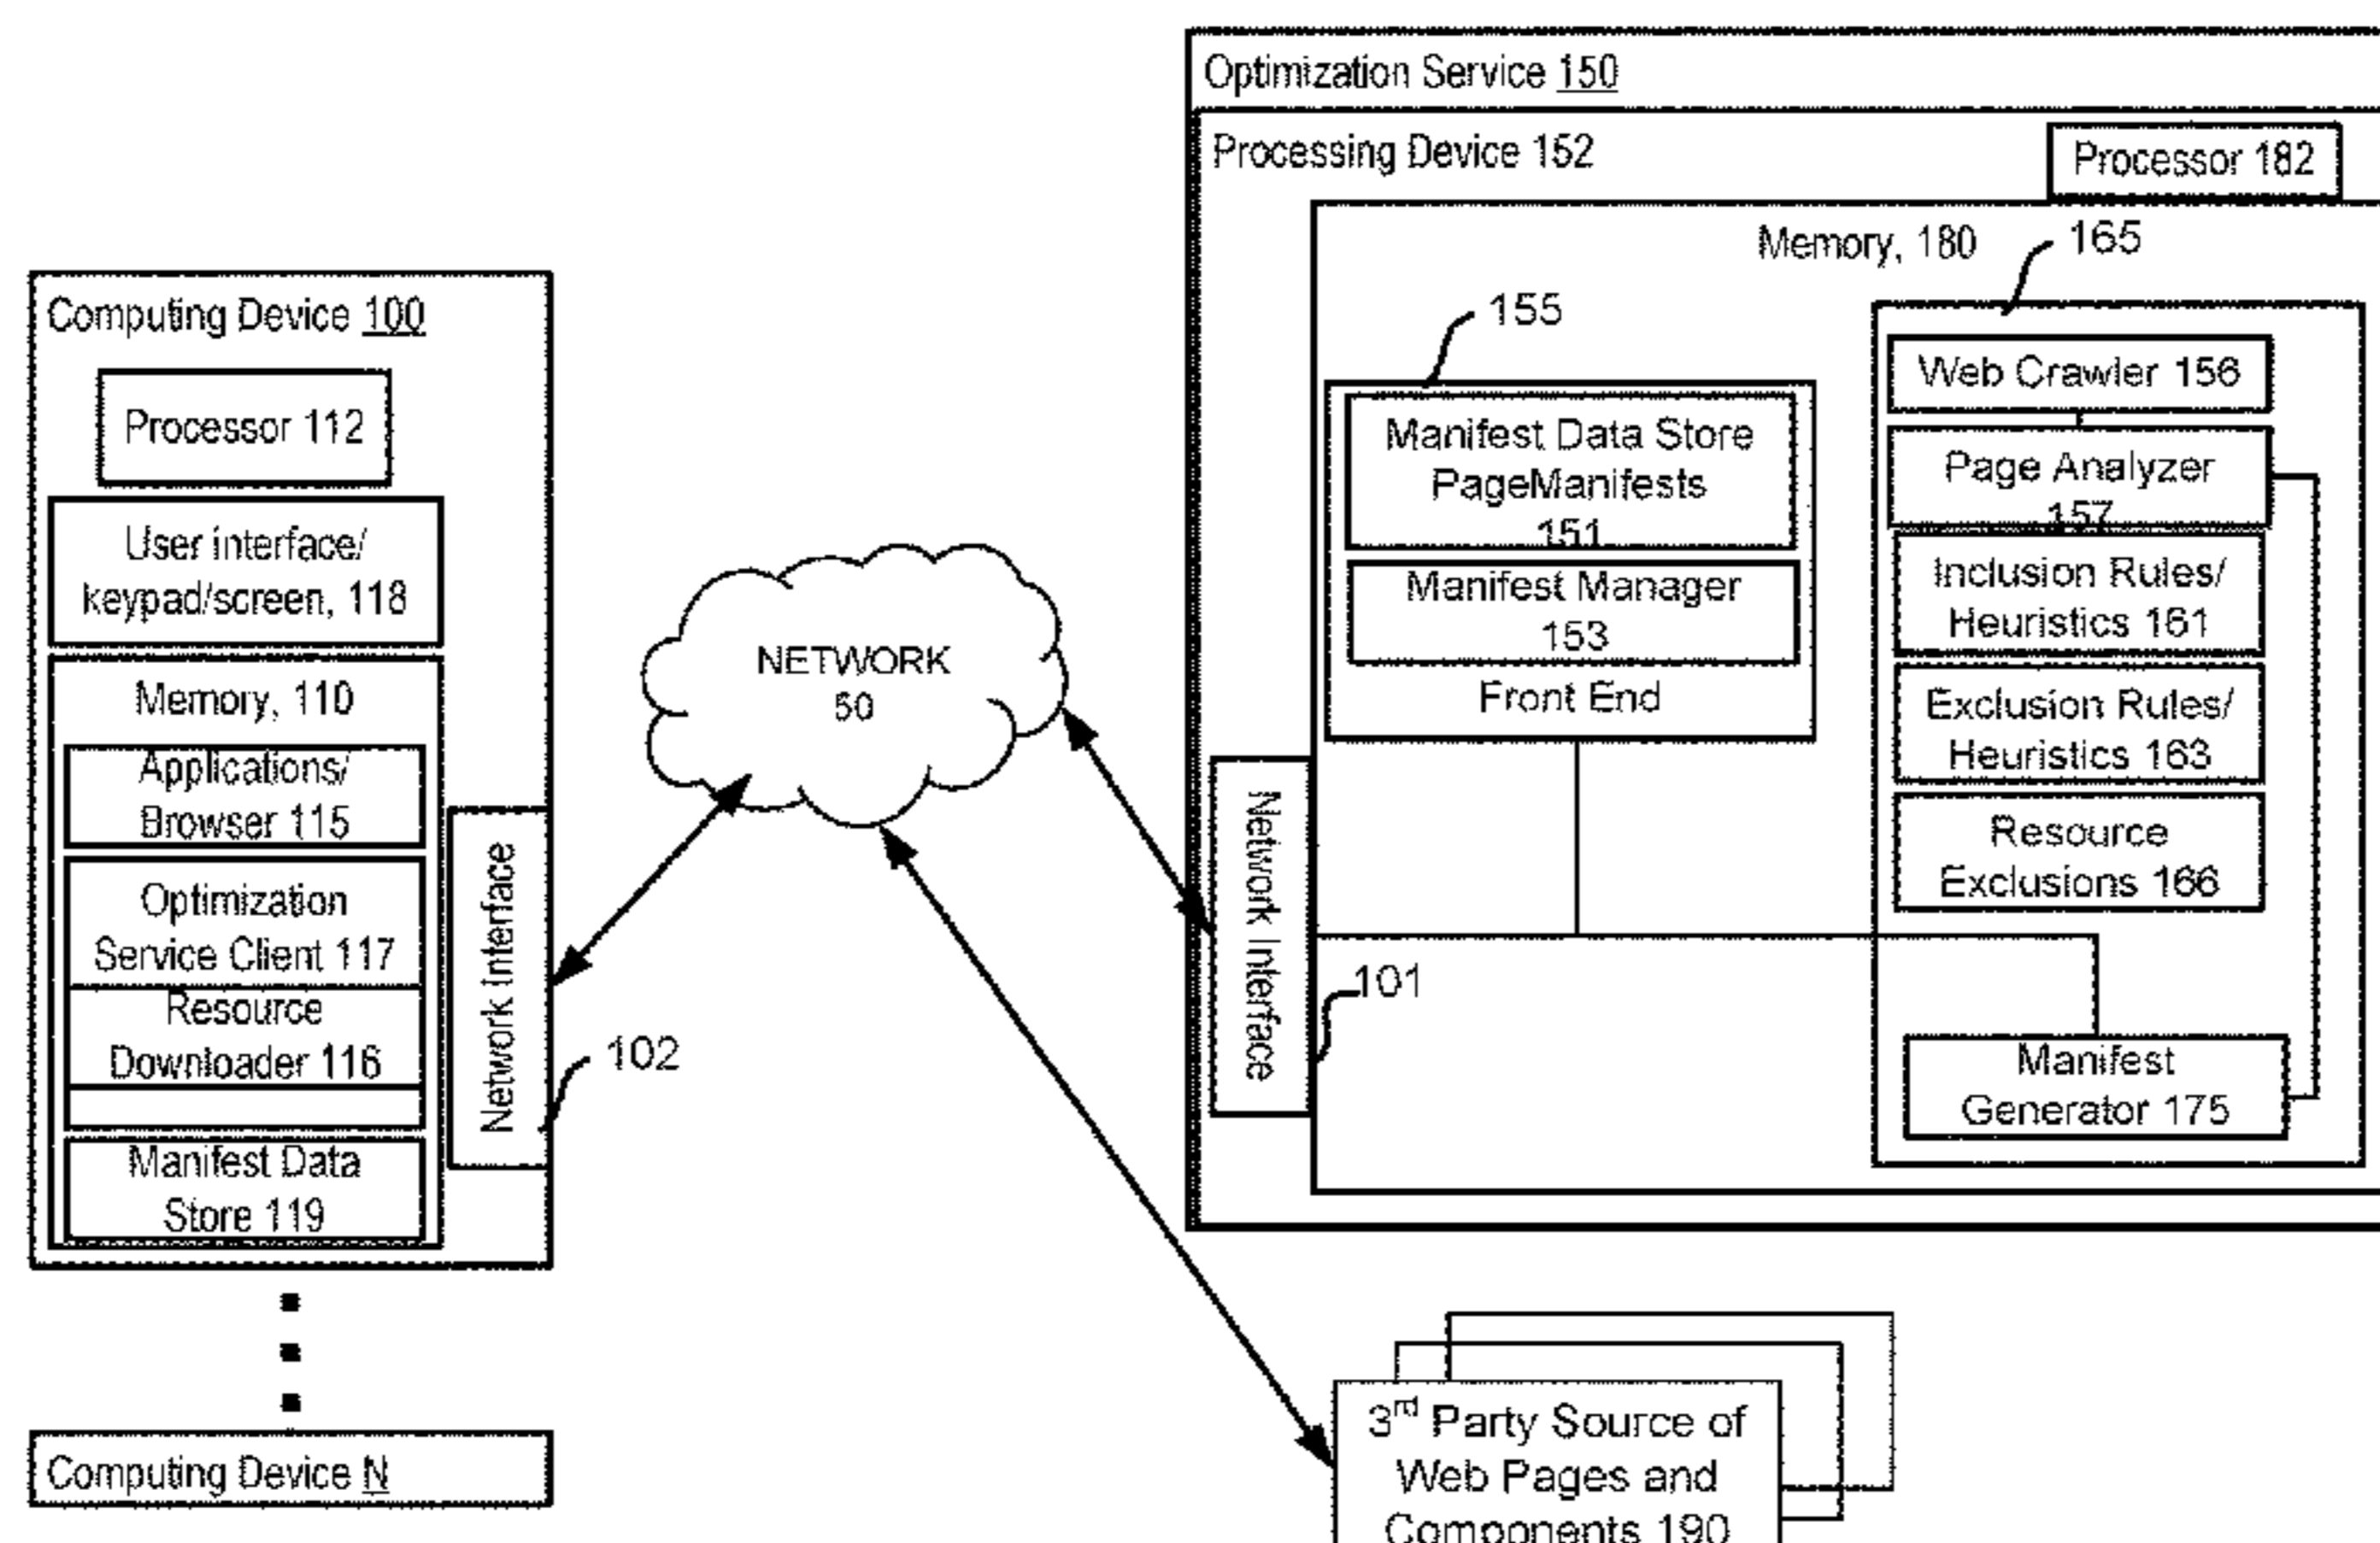 Optimization Service 150
Processing Device 152
Processor 182
Memory, 180
165
155
Manifest Data Store
PageManifests
151
Manifest Manager
153
Front End
Web Crawler 156
Page Analyzer
157
Inclusion Rules/
Heuristics 161
Exclusion Rules/
Heuristics 163
Resource
Exclusions 166
Manifest
Generator 175
Network Interface
101
Computing Device 100
Processor 112
User interface/
keypad/screen, 118
Memory, 110
Applications/
Browser 115
Optimization
Service Client 117
Resource
Downloader 116
Manifest Data
Store 119
Network Interface
102
NETWORK
50
Computing Device N
3rd Party Source of
Web Pages and
Components 190